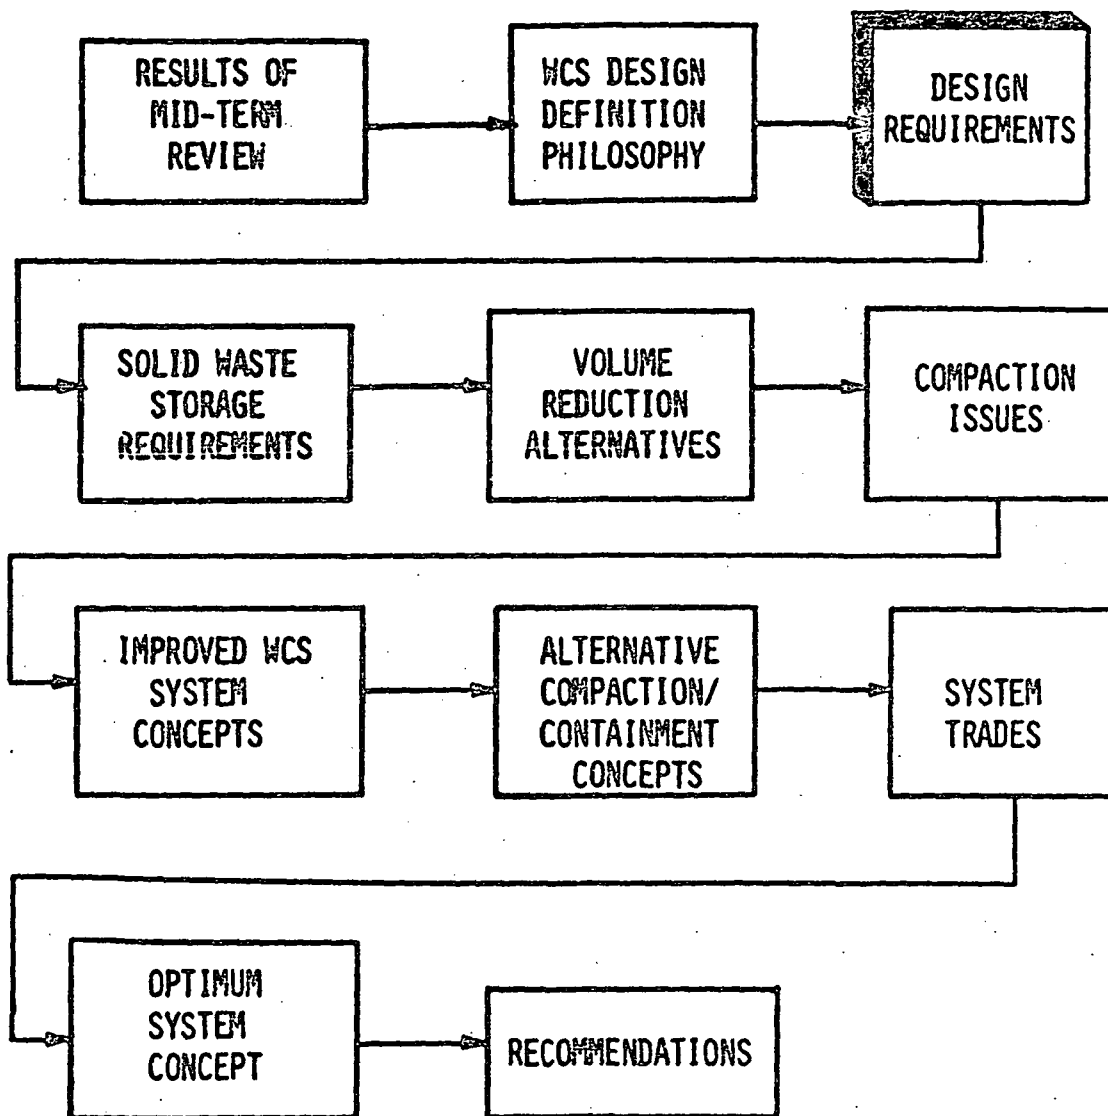 RESULTS OF
MID-TERM
REVIEW
WCS DESIGN
DEFINITION
PHILOSOPHY
DESIGN
REQUIREMENTS
SOLID WASTE
STORAGE
REQUIREMENTS
VOLUME
REDUCTION
ALTERNATIVES
COMPACTION
ISSUES
IMPROVED WCS
SYSTEM
CONCEPTS
ALTERNATIVE
COMPACTION/
CONTAINMENT
CONCEPTS
SYSTEM
TRADES
OPTIMUM
SYSTEM
CONCEPT
RECOMMENDATIONS